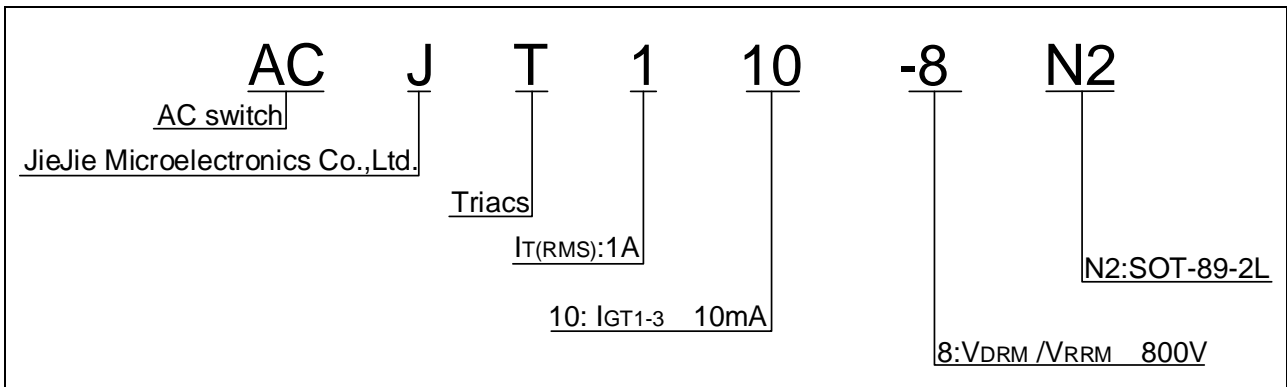 AC J T 1 10 -8 N2
AC switch
JieJie Microelectronics Co.,Ltd.
Triacs
IT(RMS):1A
N2:SOT-89-2L
10: IGT1-3 10mA
8:VDRM /VRRM 800V